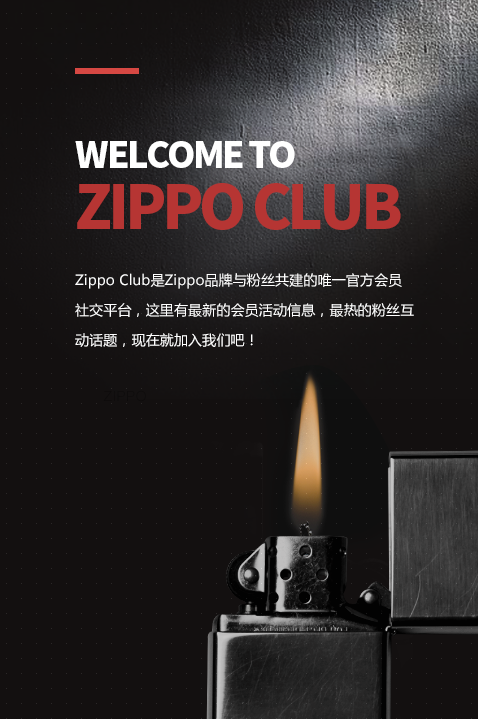 WELCOME TO
ZIPPO CLUB
Zippo Club是Zippo品牌与粉丝共建的唯一官方会员
社交平台，这里有最新的会员活动信息，最热的粉丝互
动话题，现在就加入我们吧！